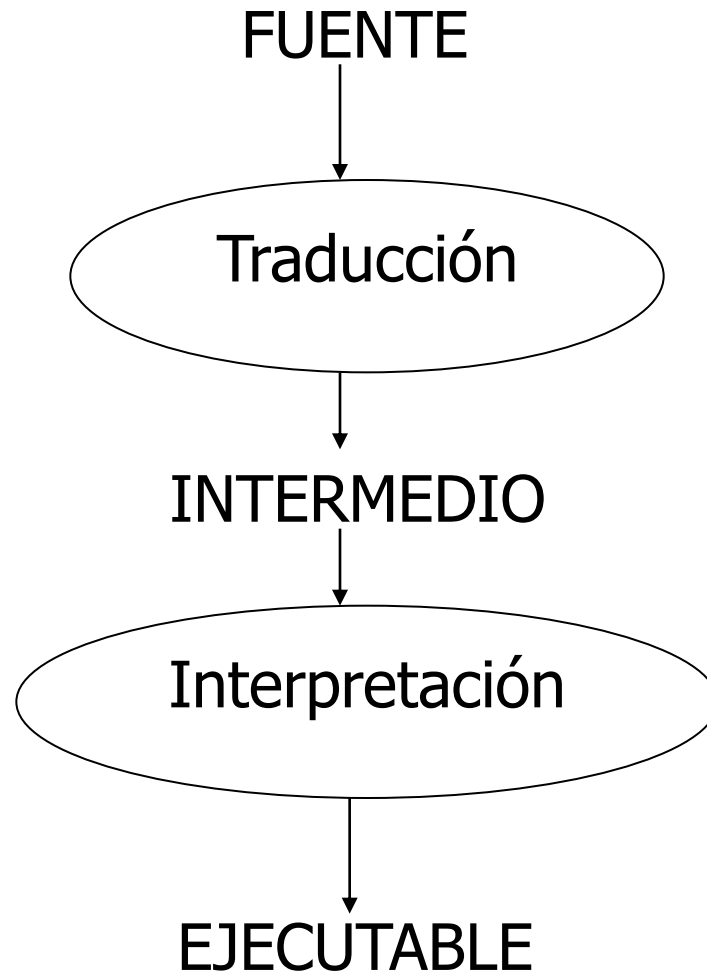 FUENTE
Traducción
INTERMEDIO
Interpretación
EJECUTABLE